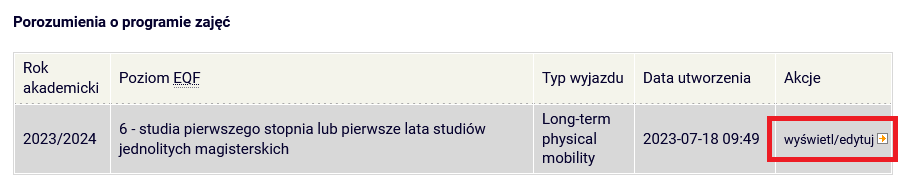 Porozumienia o programie zajęć
Rok
akademicki
Poziom EQF
Typ wyjazdu
Data utworzenia
Akcje
2023/2024
6 - studia pierwszego stopnia lub pierwsze lata studiów
jednolitych magisterskich
Long-term
physical
mobility
2023-07-18 09:49
wyświetl/edytuj